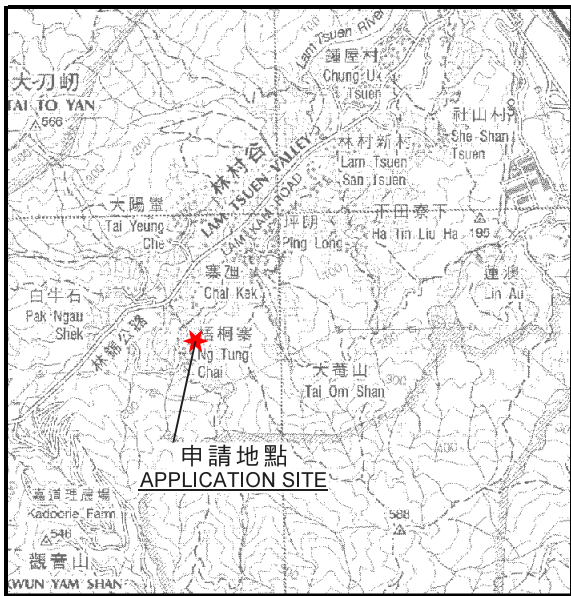 Lam Tsuen River
鍾屋村
Chung Uk
Tsuen
大刀屻
TAI TO YAN
566
社山村
She Shan
Tsuen
林村新村
Lam Tsuen
San Tsuen
林村谷
LAM TSUEN VALLEY
LAM KAM ROAD
大陽輋
Tai Yeung
Che
坪朗
Ping Long
下田寮下
Ha Tin Liu Ha
195
寨乪
Chai Kek
蓮澳
Lin Au
白牛石
Pak Ngau
Shek
林錦公路
梧桐寨
Ng Tung
Chai
大菴山
Tai Om Shan
申請地點
APPLICATION SITE
嘉道理農場
Kadoorie Farm
546
觀音山
KWUN YAM SHAN